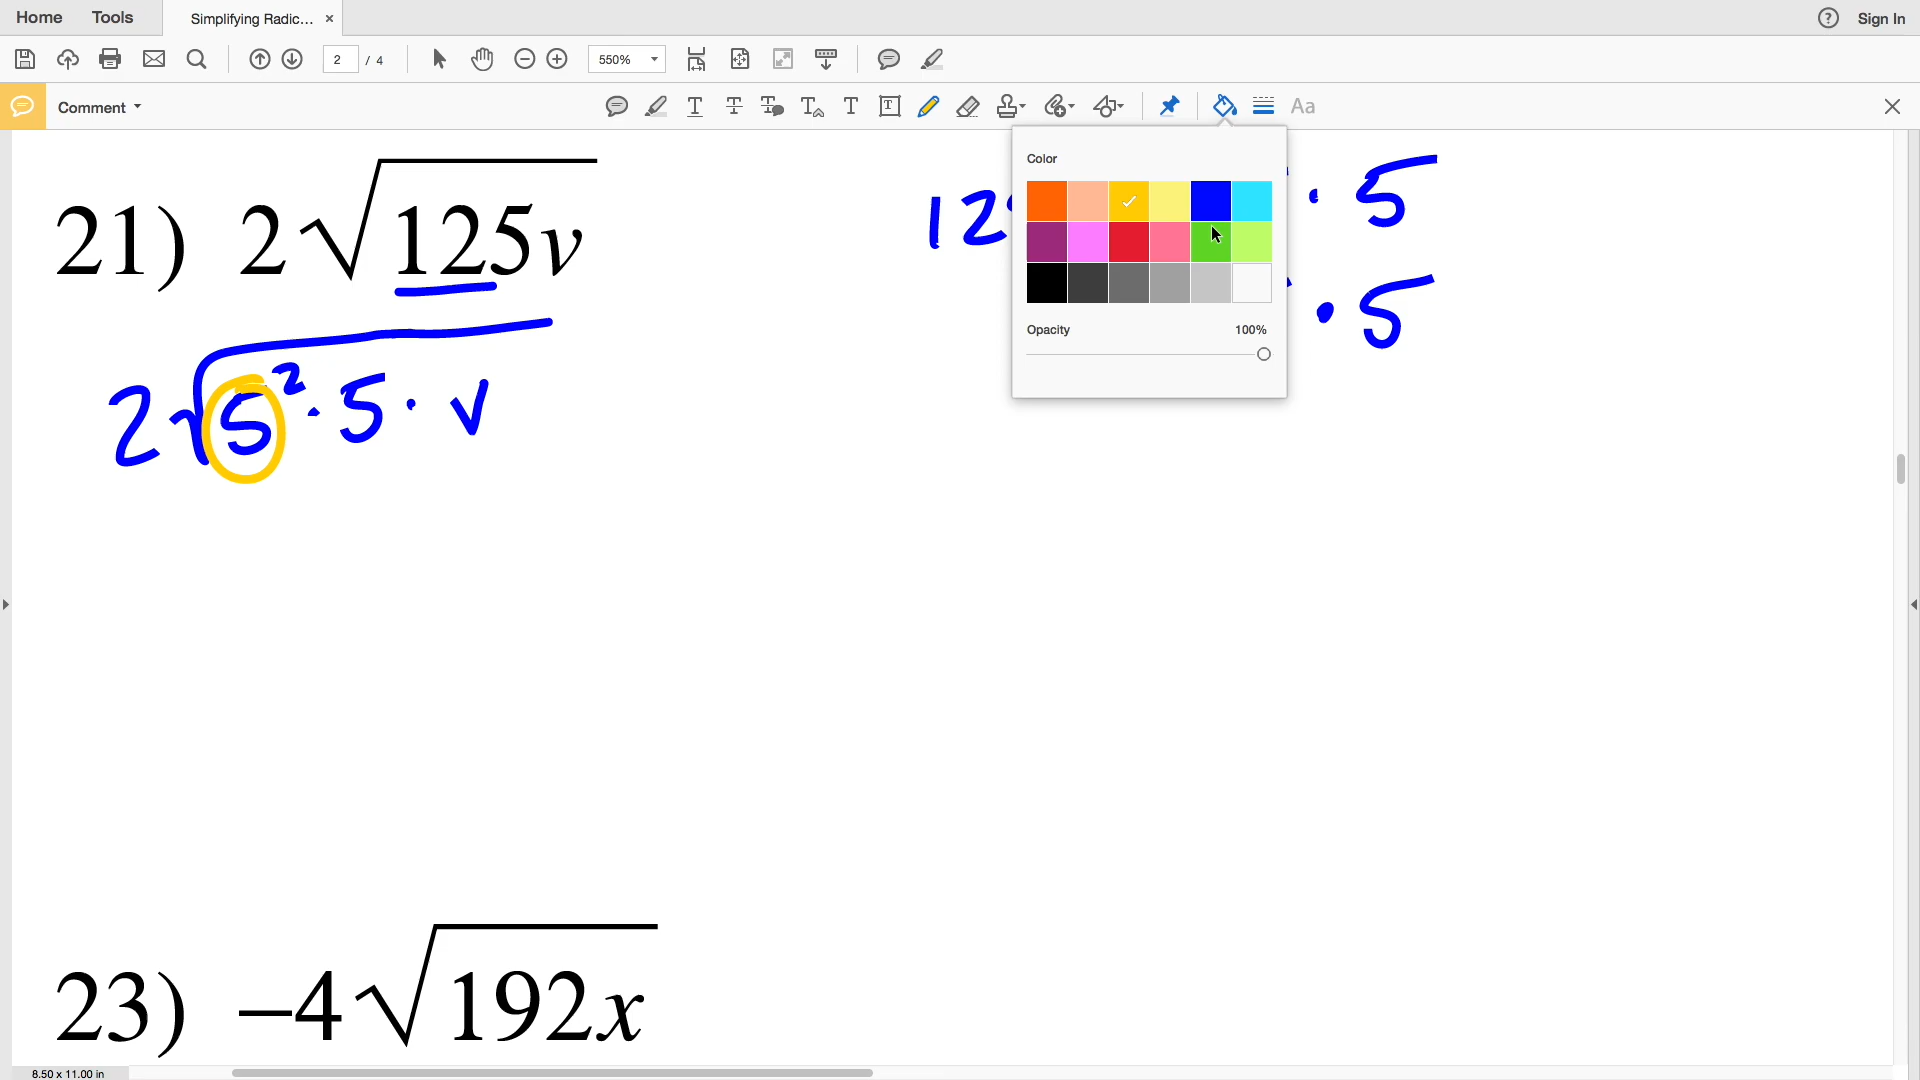 Home Tools Simplifying Radic... × ? Sign In
2 / 4 550%
Comment Aa
Color
Opacity 100%
21) 2√125v
12 · 5
· 5
2√5²·5·v
23) –4√192x
8.50 x 11.00 in